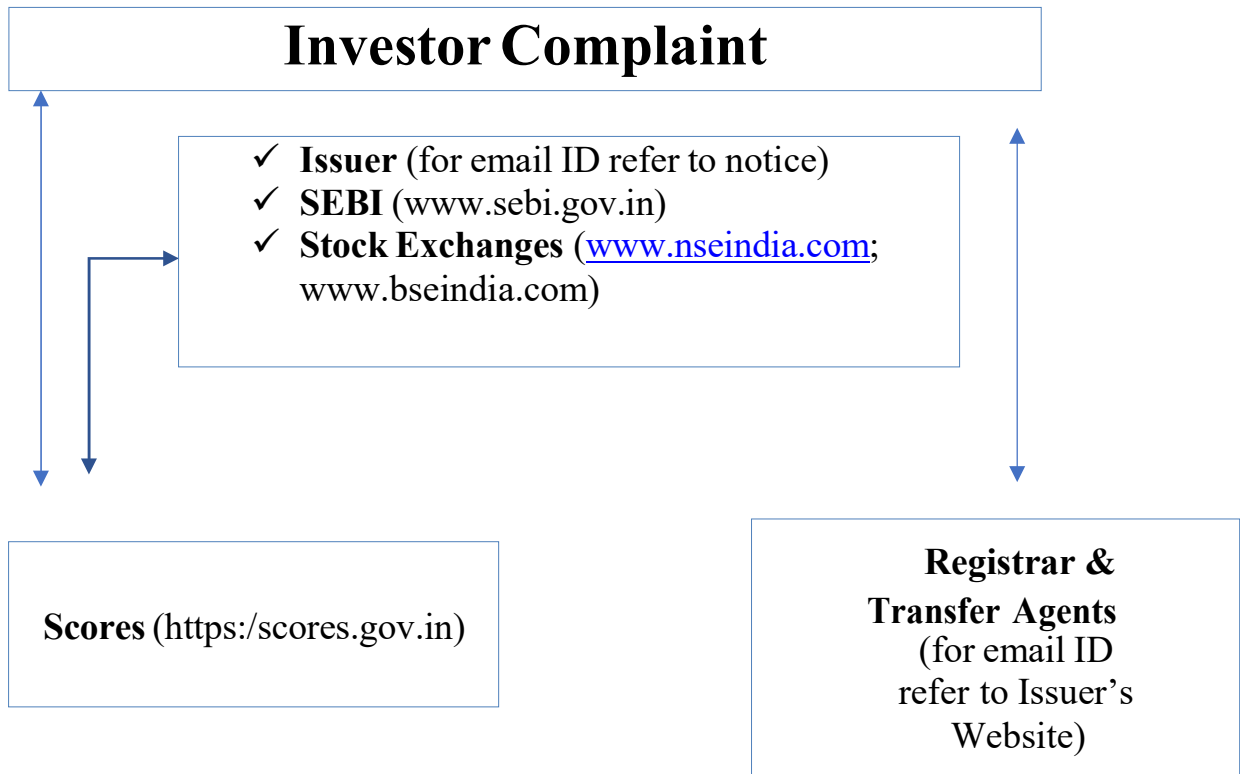 Investor Complaint
✓ Issuer (for email ID refer to notice)
✓ SEBI (www.sebi.gov.in)
✓ Stock Exchanges (www.nseindia.com;
www.bseindia.com)
Scores (https:/scores.gov.in)
Registrar &
Transfer Agents
(for email ID
refer to Issuer’s
Website)